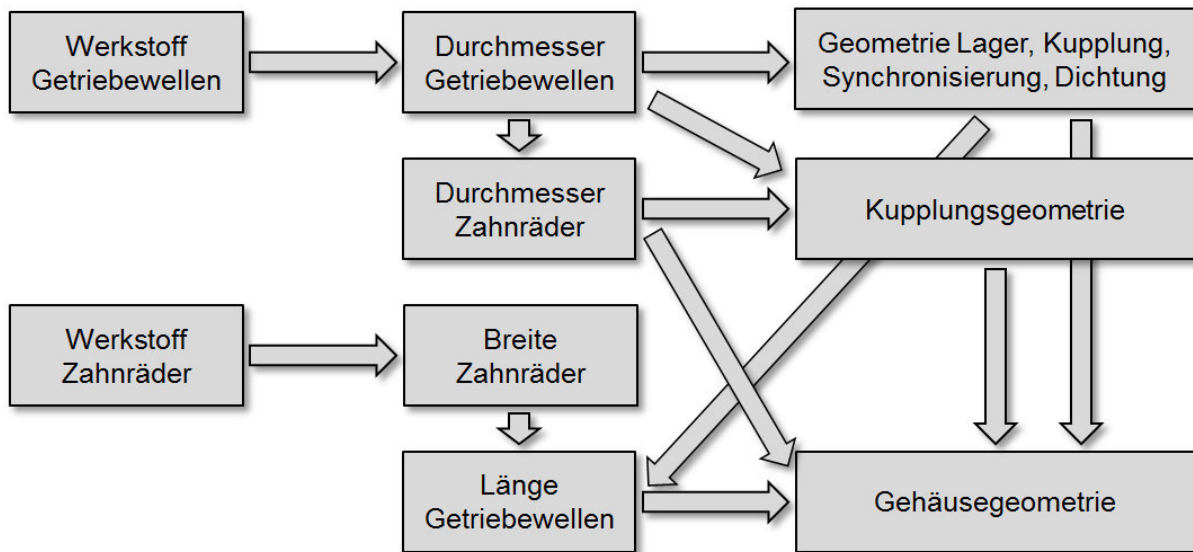 Werkstoff
Getriebewellen
Durchmesser
Getriebewellen
Geometrie Lager, Kupplung,
Synchronisierung, Dichtung
Durchmesser
Zahnräder
Kupplungsgeometrie
Werkstoff
Zahnräder
Breite
Zahnräder
Länge
Getriebewellen
Gehäusegeometrie